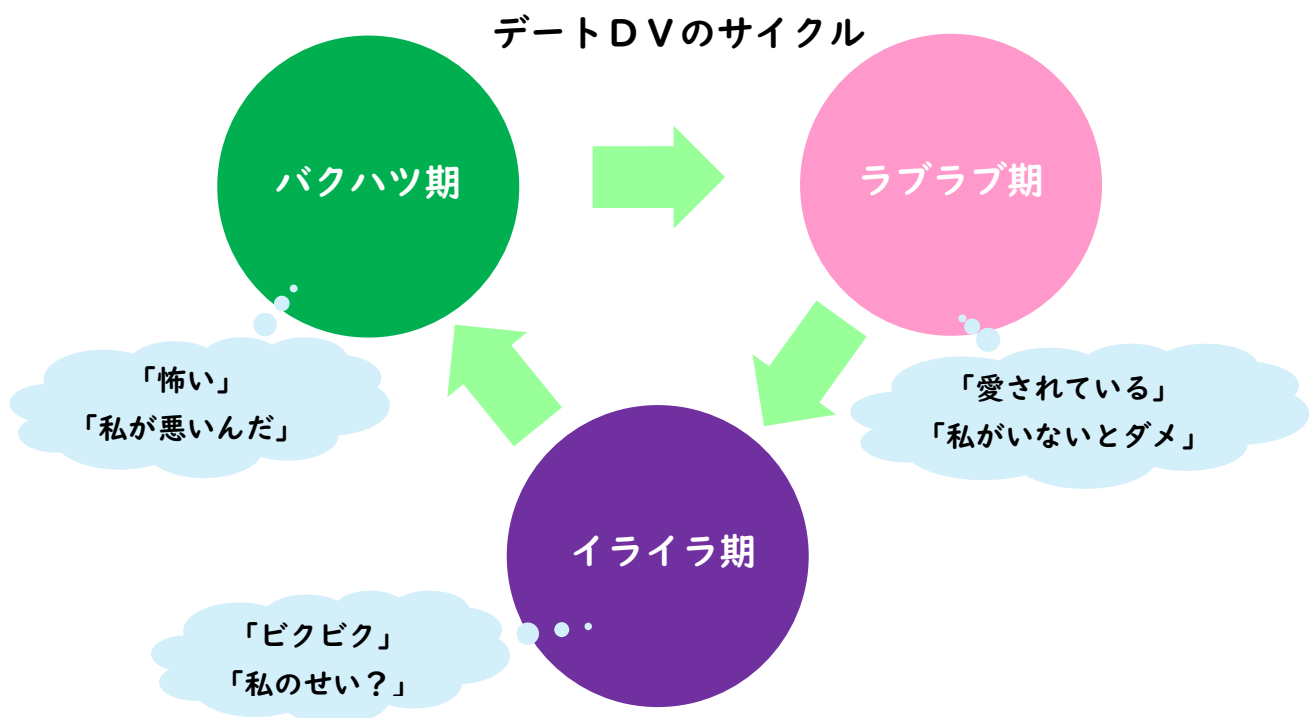 デートＤＶのサイクル
バクハツ期
ラブラブ期
「怖い」
「私が悪いんだ」
「愛されている」
「私がいないとダメ」
イライラ期
「ビクビク」
「私のせい？」